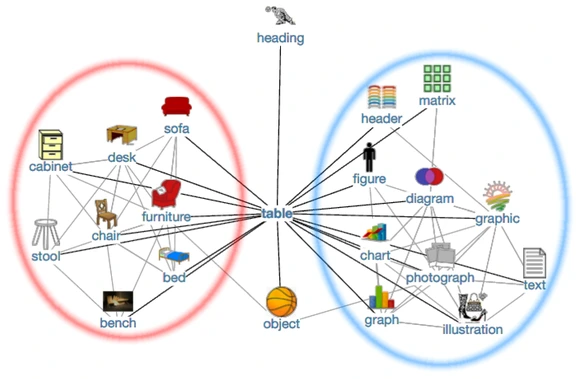 heading
sofa
cabinet
desk
furniture
chair
stool
bed
bench
table
object
header
matrix
figure
diagram
graphic
chart
photograph
text
graph
illustration